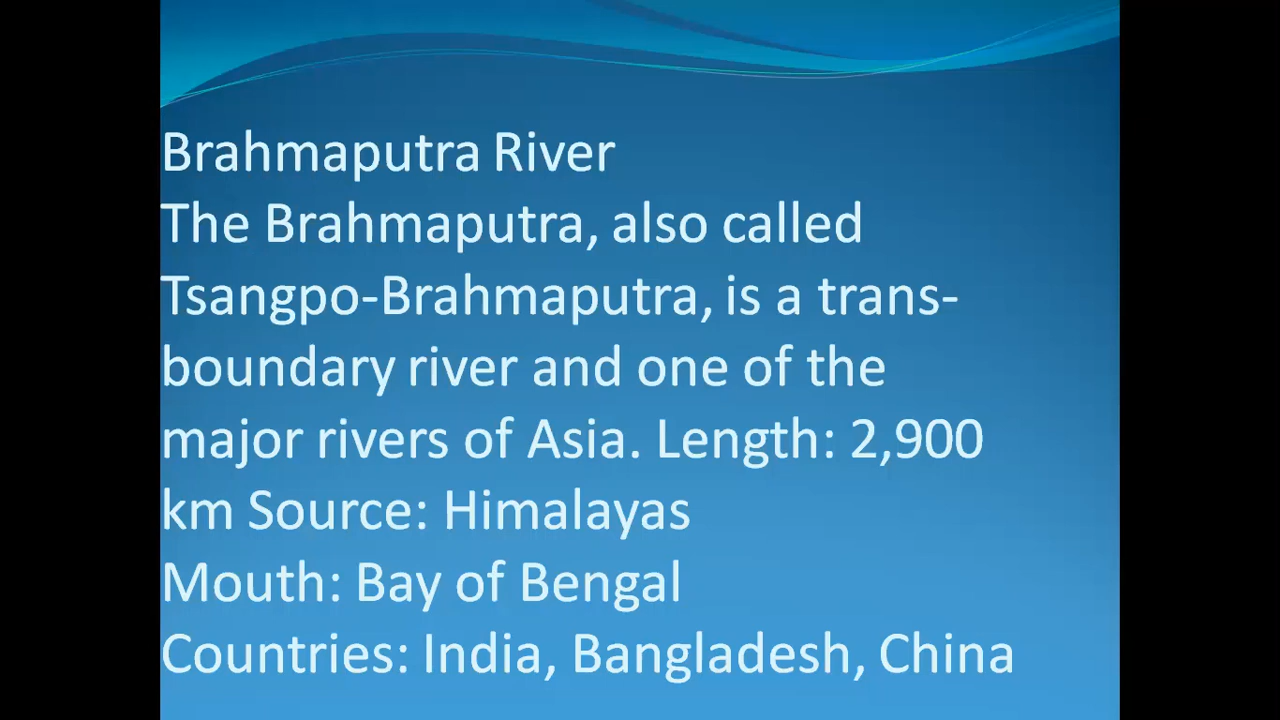 Brahmaputra River
The Brahmaputra, also called
Tsangpo-Brahmaputra, is a trans-
boundary river and one of the
major rivers of Asia. Length: 2,900
km Source: Himalayas
Mouth: Bay of Bengal
Countries: India, Bangladesh, China